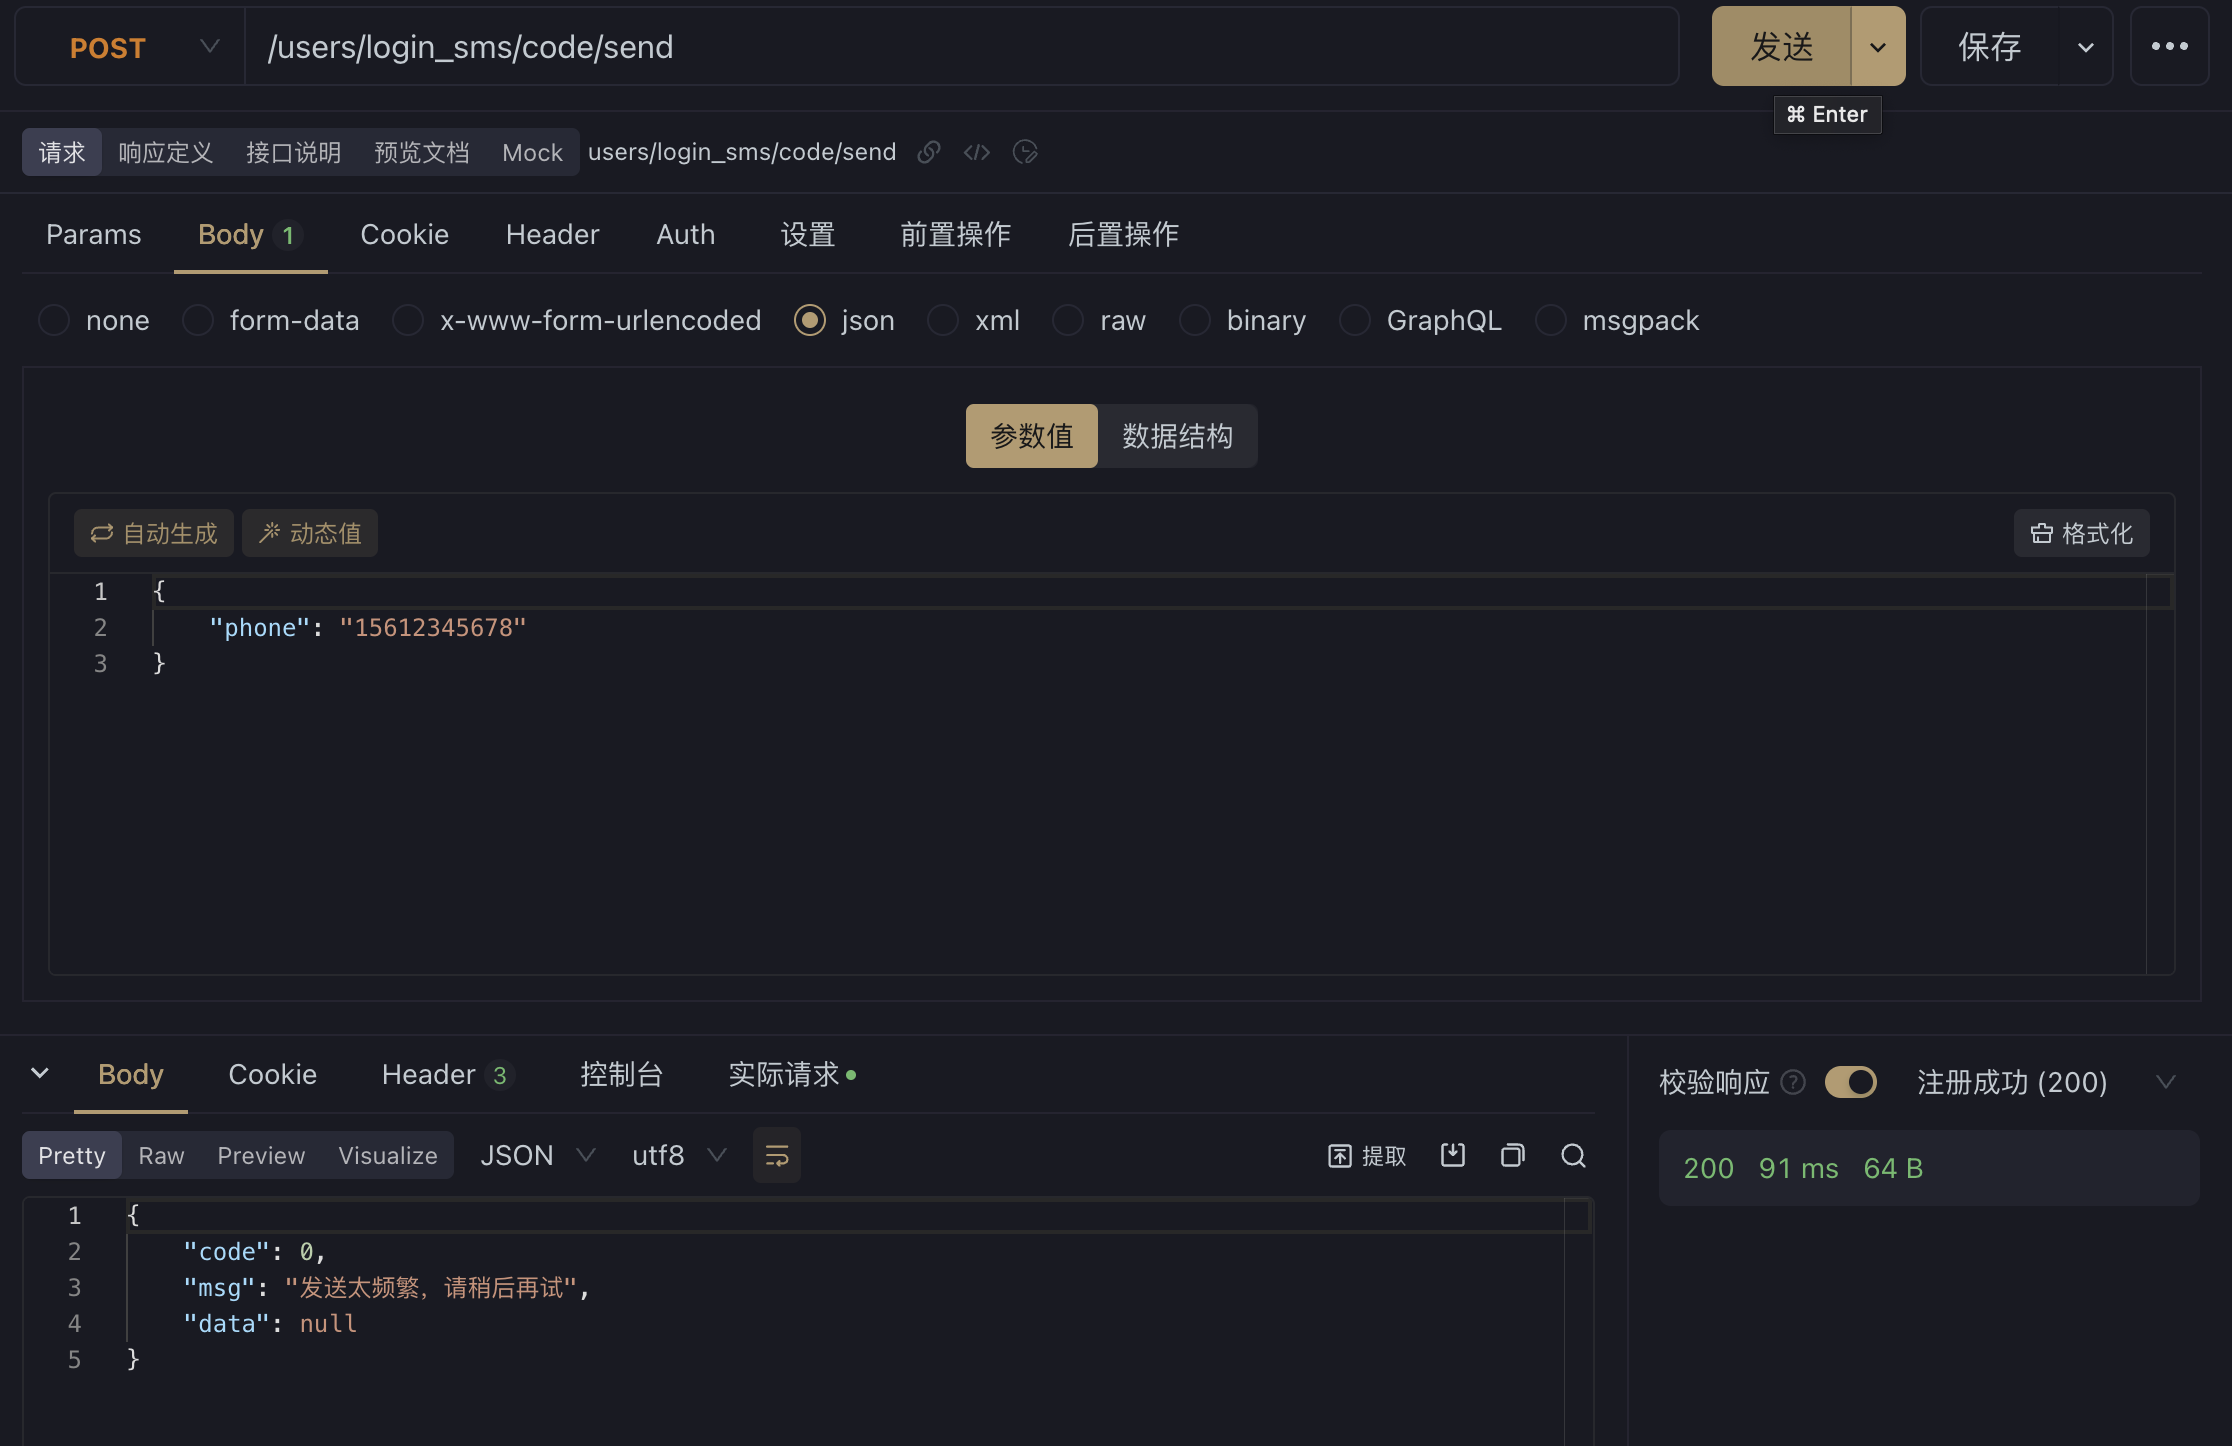 POST
/users/login_sms/code/send
发送
保存
⌘ Enter
请求 响应定义 接口说明 预览文档 Mock users/login_sms/code/send
Params Body 1 Cookie Header Auth 设置 前置操作 后置操作
none form-data x-www-form-urlencoded json xml raw binary GraphQL msgpack
参数值 数据结构
自动生成 动态值 格式化
1 {
2 "phone": "15612345678"
3 }
Body Cookie Header 3 控制台 实际请求
校验响应 ? 注册成功 (200)
Pretty Raw Preview Visualize JSON utf8 提取
200 91 ms 64 B
1 {
2 "code": 0,
3 "msg": "发送太频繁，请稍后再试",
4 "data": null
5 }